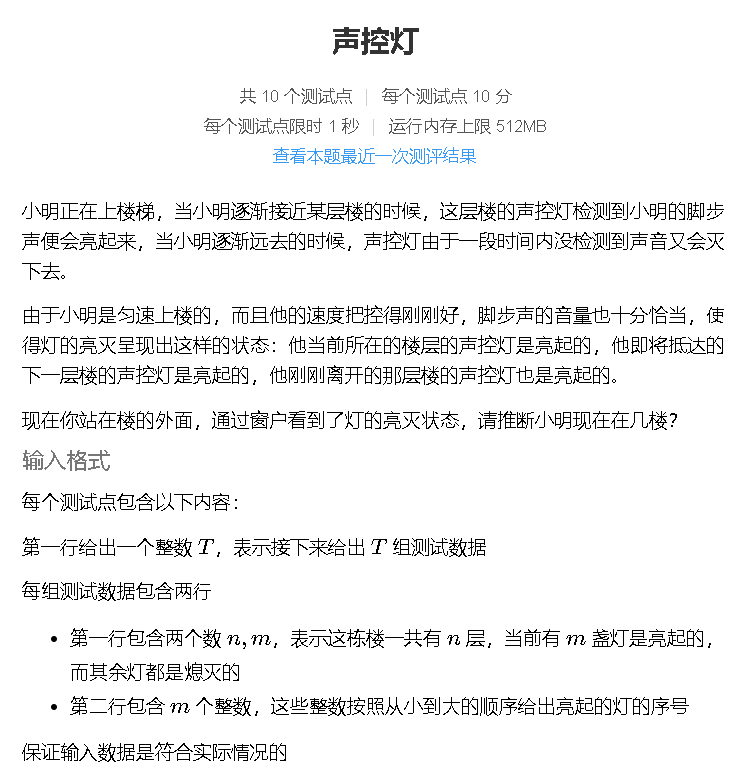 声控灯
共 10 个测试点 | 每个测试点 10 分
每个测试点限时 1 秒 | 运行内存上限 512MB
查看本题最近一次测评结果
小明正在上楼梯，当小明逐渐接近某层楼的时候，这层楼的声控灯检测到小明的脚步
声便会亮起来，当小明逐渐远去的时候，声控灯由于一段时间内没检测到声音又会灭
下去。
由于小明是匀速上楼的，而且他的速度把控得刚刚好，脚步声的音量也十分恰当，使
得灯的亮灭呈现出这样的状态：他当前所在的楼层的声控灯是亮起的，他即将抵达的
下一层楼的声控灯是亮起的，他刚刚离开的那层楼的声控灯也是亮起的。
现在你站在楼的外面，通过窗户看到了灯的亮灭状态，请推断小明现在在几楼？
输入格式
每个测试点包含以下内容：
第一行给出一个整数 T，表示接下来给出 T 组测试数据
每组测试数据包含两行
• 第一行包含两个数 n, m，表示这栋楼一共有 n 层，当前有 m 盏灯是亮起的，
而其余灯都是熄灭的
• 第二行包含 m 个整数，这些整数按照从小到大的顺序给出亮起的灯的序号
保证输入数据是符合实际情况的